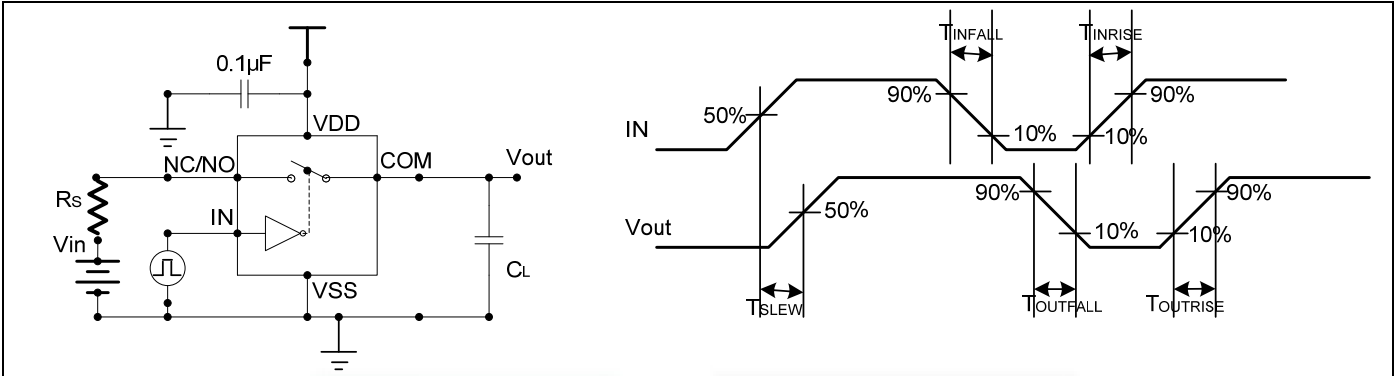 0.1µF
VDD
NC/NO
COM
Vout
RS
IN
Vin
CL
VSS
TINFALL
TINRISE
90%
90%
50%
IN
10%
10%
90%
90%
50%
Vout
10%
10%
TSLEW
TOUTFALL
TOUTRISE